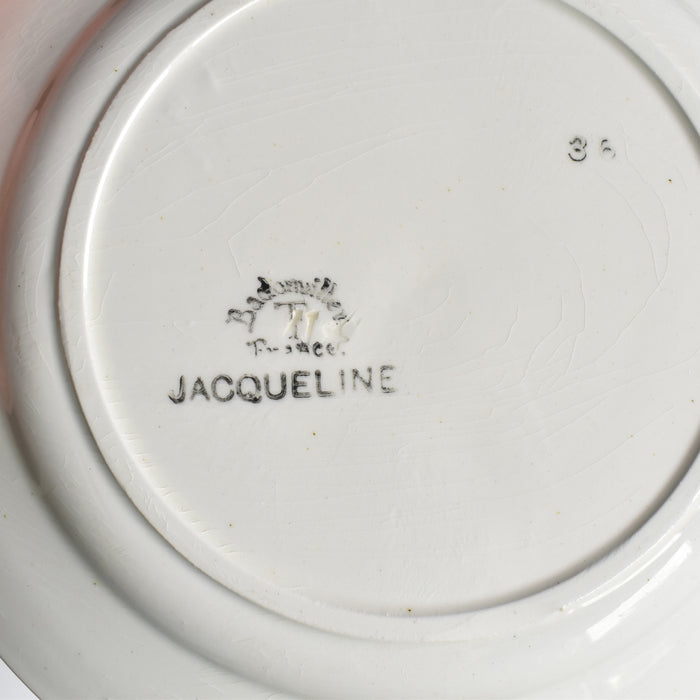 36
Badonviller
France.
JACQUELINE